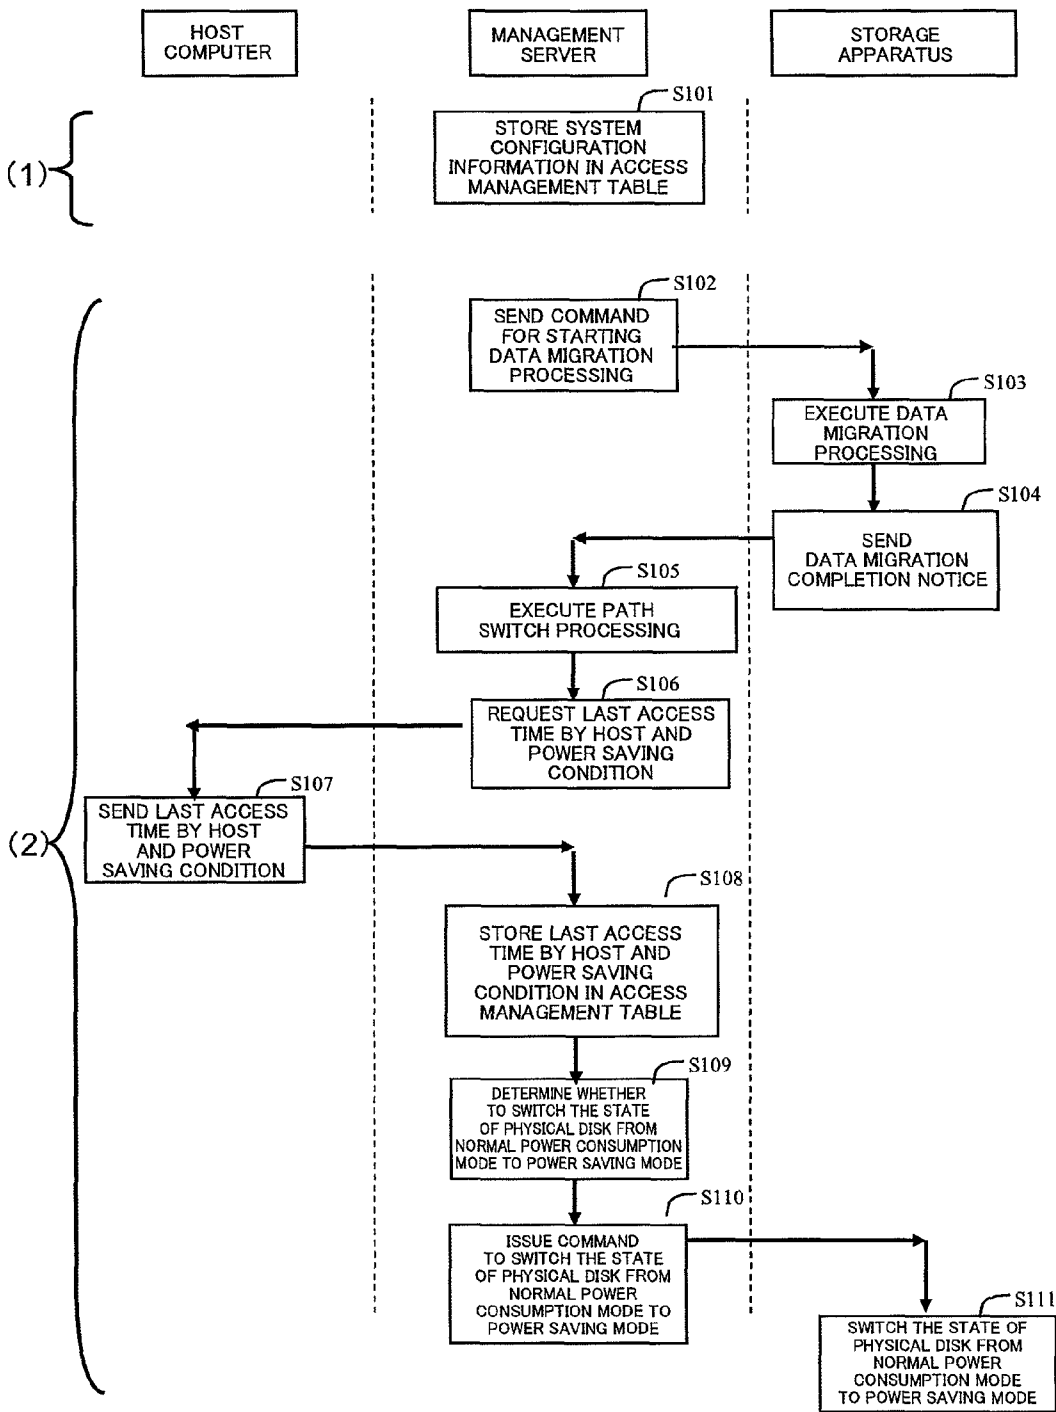 HOST
COMPUTER
MANAGEMENT
SERVER
STORAGE
APPARATUS
(1)
S101
STORE SYSTEM
CONFIGURATION
INFORMATION IN ACCESS
MANAGEMENT TABLE
(2)
S102
SEND COMMAND
FOR STARTING
DATA MIGRATION
PROCESSING
S103
EXECUTE DATA
MIGRATION
PROCESSING
S104
SEND
DATA MIGRATION
COMPLETION NOTICE
S105
EXECUTE PATH
SWITCH PROCESSING
S106
REQUEST LAST ACCESS
TIME BY HOST AND
POWER SAVING
CONDITION
S107
SEND LAST ACCESS
TIME BY HOST
AND POWER
SAVING CONDITION
S108
STORE LAST ACCESS
TIME BY HOST AND
POWER SAVING
CONDITION IN ACCESS
MANAGEMENT TABLE
S109
DETERMINE WHETHER
TO SWITCH THE STATE
OF PHYSICAL DISK FROM
NORMAL POWER CONSUMPTION
MODE TO POWER SAVING MODE
S110
ISSUE COMMAND
TO SWITCH THE STATE
OF PHYSICAL DISK FROM
NORMAL POWER
CONSUMPTION MODE TO
POWER SAVING MODE
S111
SWITCH THE STATE OF
PHYSICAL DISK FROM
NORMAL POWER
CONSUMPTION MODE
TO POWER SAVING MODE